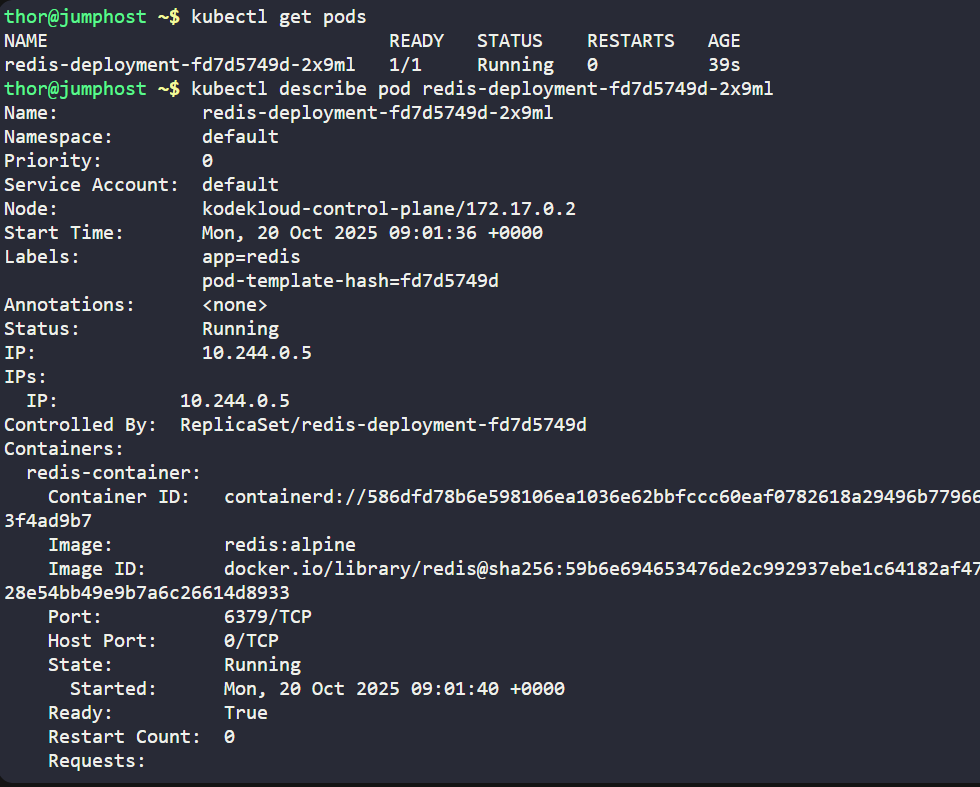 thor@jumphost ~$ kubectl get pods
NAME                               READY   STATUS    RESTARTS   AGE
redis-deployment-fd7d5749d-2x9ml   1/1     Running   0          39s
thor@jumphost ~$ kubectl describe pod redis-deployment-fd7d5749d-2x9ml
Name:             redis-deployment-fd7d5749d-2x9ml
Namespace:        default
Priority:         0
Service Account:  default
Node:             kodekloud-control-plane/172.17.0.2
Start Time:       Mon, 20 Oct 2025 09:01:36 +0000
Labels:           app=redis
                  pod-template-hash=fd7d5749d
Annotations:      <none>
Status:           Running
IP:               10.244.0.5
IPs:
  IP:           10.244.0.5
Controlled By:  ReplicaSet/redis-deployment-fd7d5749d
Containers:
  redis-container:
    Container ID:   containerd://586dfd78b6e598106ea1036e62bbfccc60eaf0782618a29496b77966
3f4ad9b7
    Image:          redis:alpine
    Image ID:       docker.io/library/redis@sha256:59b6e694653476de2c992937ebe1c64182af47
28e54bb49e9b7a6c26614d8933
    Port:           6379/TCP
    Host Port:      0/TCP
    State:          Running
      Started:      Mon, 20 Oct 2025 09:01:40 +0000
    Ready:          True
    Restart Count:  0
    Requests: